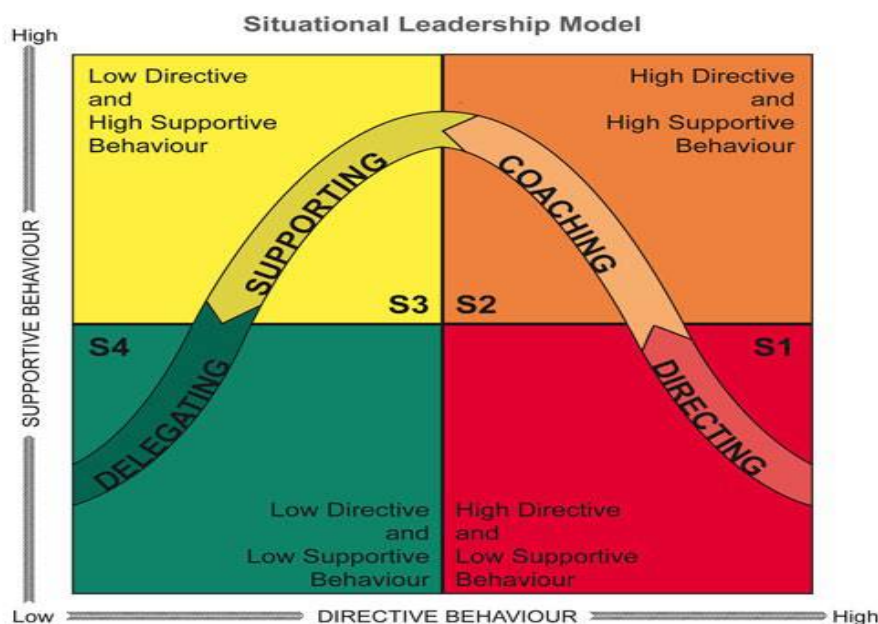 Situational Leadership Model
High
Low Directive
and
High Supportive
Behaviour
High Directive
and
High Supportive
Behaviour
SUPPORTING
COACHING
SUPPORTIVE BEHAVIOUR
S3
S2
S4
S1
DELEGATING
DIRECTING
Low Directive
and
Low Supportive
Behaviour
High Directive
and
Low Supportive
Behaviour
Low
DIRECTIVE BEHAVIOUR
High